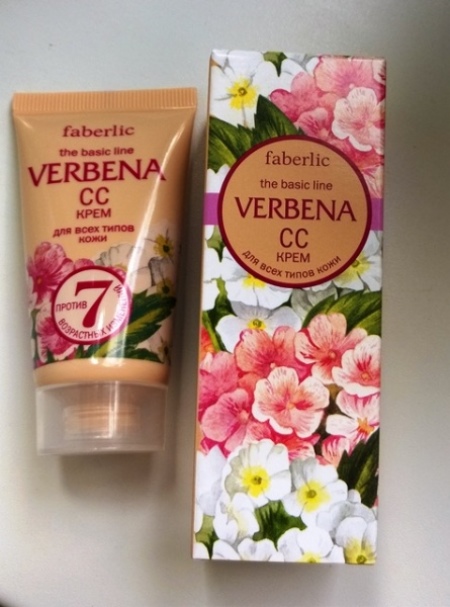 faberlic
the basic line
VERBENA
CC
КРЕМ
для всех типов
кожи
ПРОТИВ
7
ВОЗРАСТНЫХ
faberlic
the basic line
VERBENA
CC
КРЕМ
для всех типов кожи